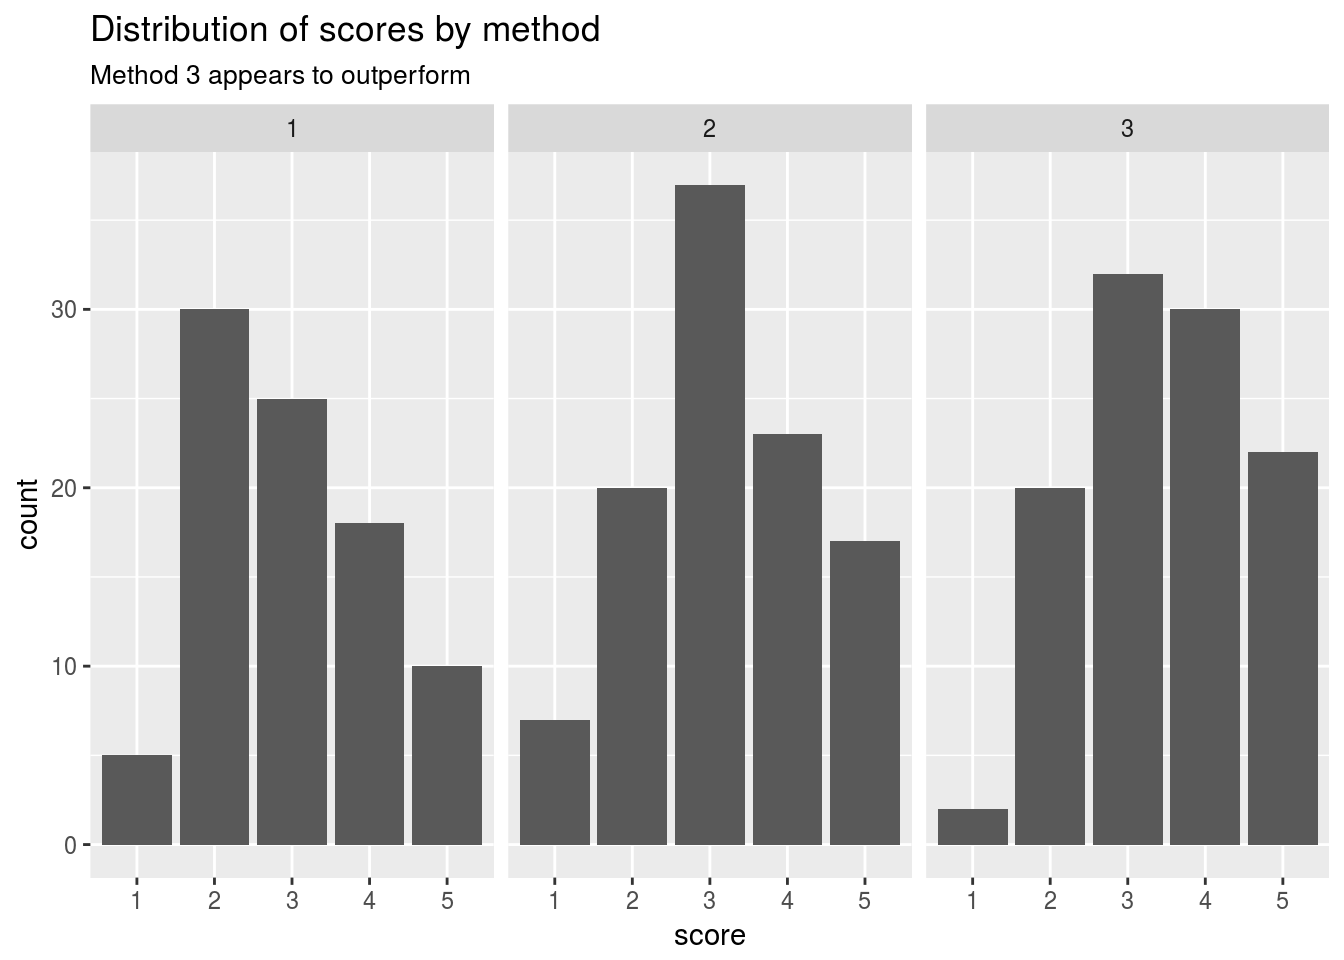 Distribution of scores by method
Method 3 appears to outperform
1 2 3
30
20
10
0
count
1 2 3 4 5 1 2 3 4 5 1 2 3 4 5
score